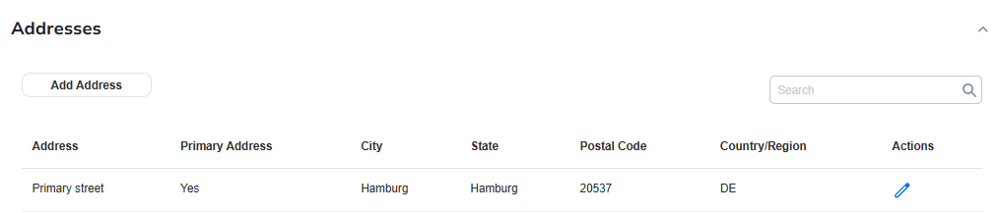 Addresses
Add Address
Search
Address Primary Address City State Postal Code Country/Region Actions
Primary street Yes Hamburg Hamburg 20537 DE